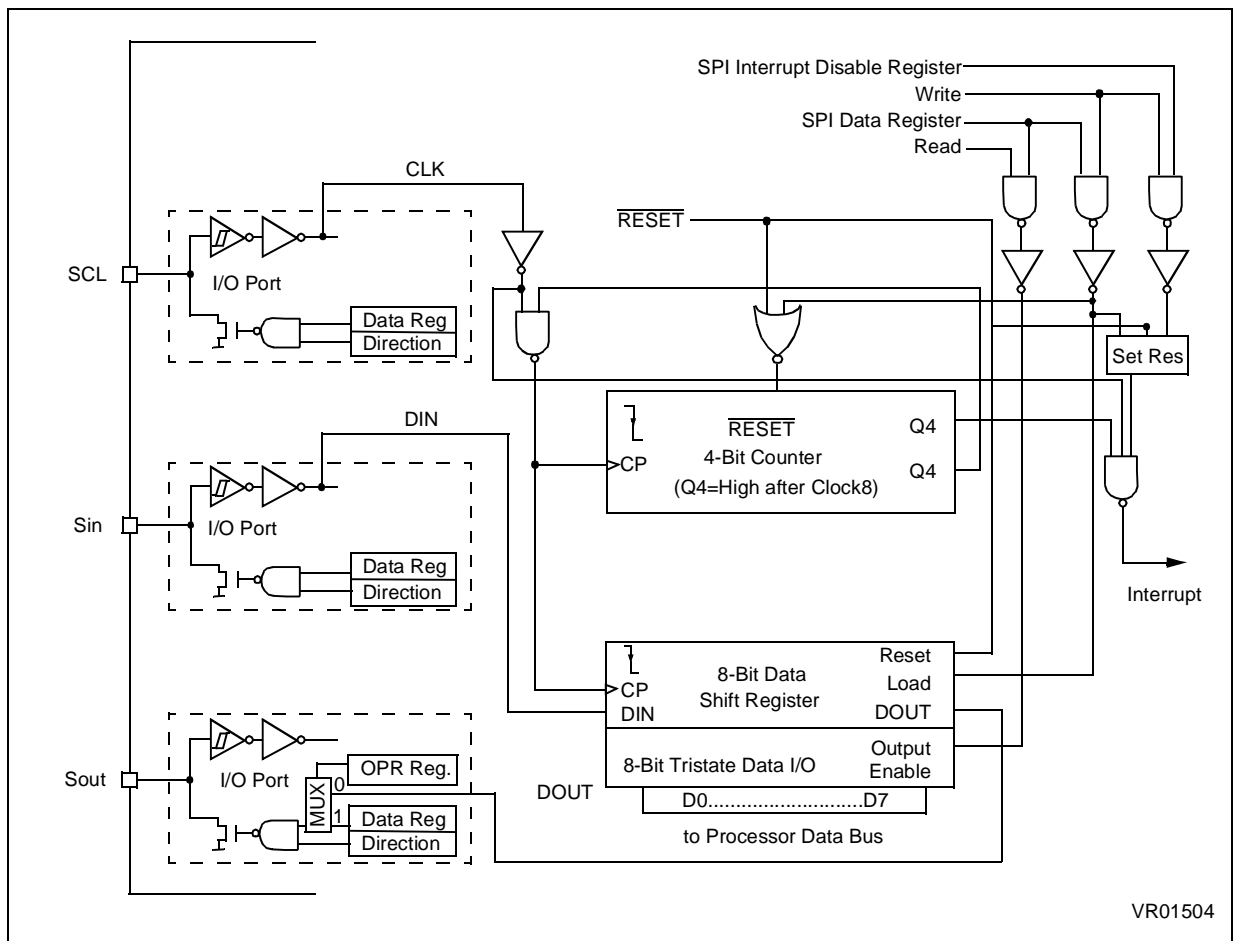 SPI Interrupt Disable Register
Write
SPI Data Register
Read
CLK
RESET
SCL
I/O Port
Data Reg
Direction
Set Res
DIN
RESET
4-Bit Counter
(Q4=High after Clock8)
CP
Q4
Q4
Sin
I/O Port
Data Reg
Direction
Interrupt
CP
DIN
8-Bit Data
Shift Register
Reset
Load
DOUT
8-Bit Tristate Data I/O
Output
Enable
Sout
I/O Port
OPR Reg.
MUX
0
1
Data Reg
Direction
DOUT
D0...........................D7
to Processor Data Bus
VR01504